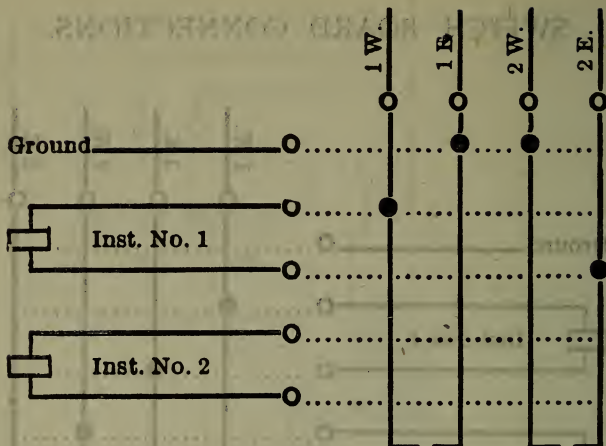 1 W.
1 E
2 W.
2 E.
Ground
Inst. No. 1
Inst. No. 2